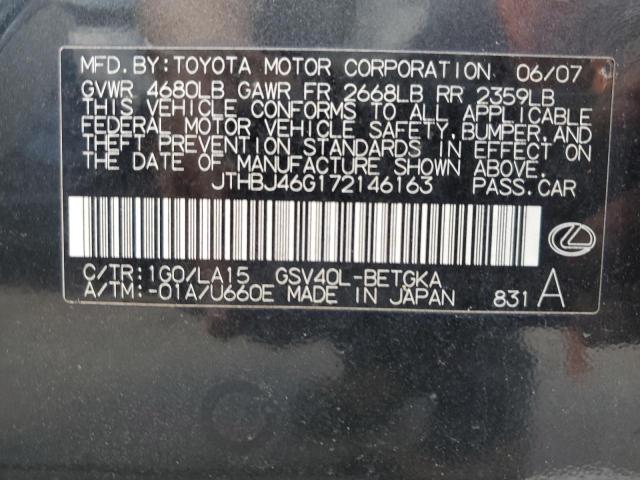 MFD.BY:TOYOTA MOTOR CORPORATION 06/07
GVWR 4680LB GAWR FR 2668LB RR 2359LB
THIS VEHICLE CONFORMS TO ALL APPLICABLE
FEDERAL MOTOR VEHICLE SAFETY,BUMPER,AND
THEFT PREVENTION STANDARDS IN EFFECT ON
THE DATE OF MANUFACTURE SHOWN ABOVE.
JTHBJ46G172146163 PASS.CAR
C/TR:1G0/LA15 GSV40L-BETGKA
A/TM:-01A/U660E MADE IN JAPAN 831 A